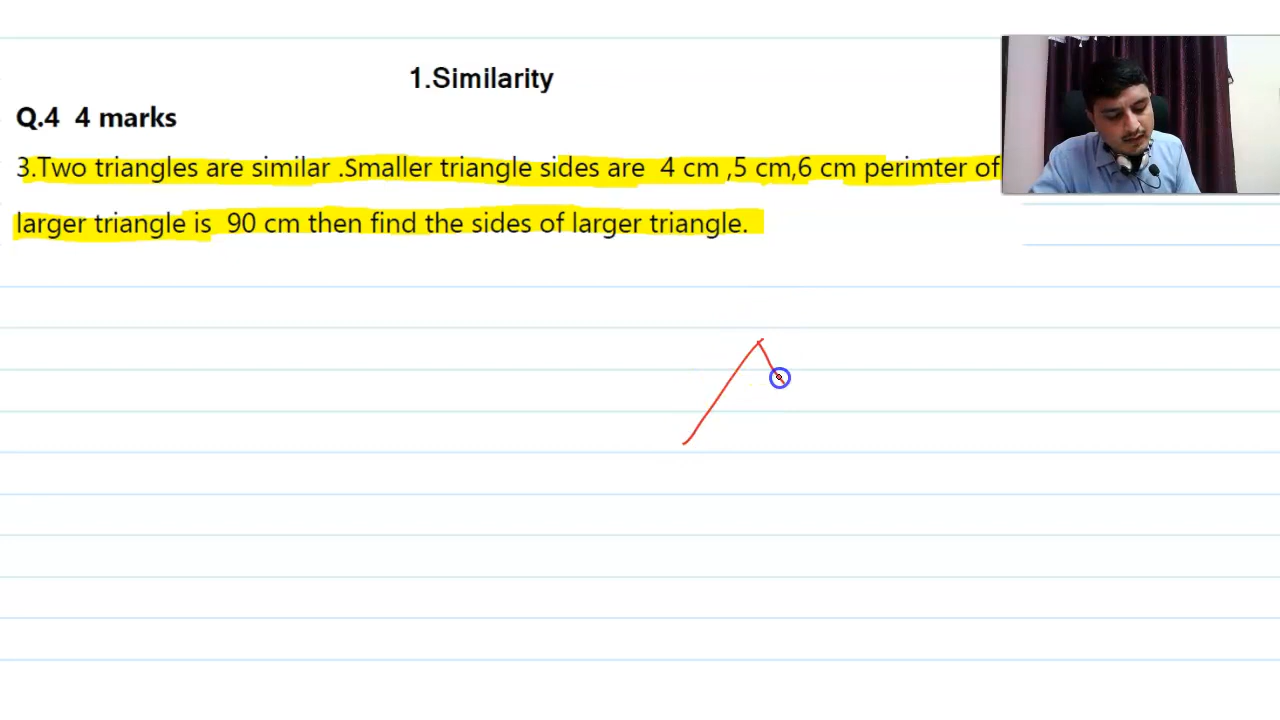 1.Similarity
Q.4 4 marks
3.Two triangles are similar .Smaller triangle sides are 4 cm ,5 cm,6 cm perimter of
larger triangle is 90 cm then find the sides of larger triangle.